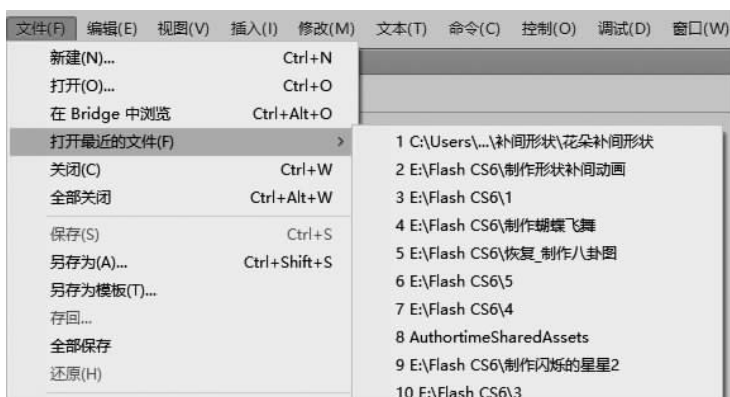 文件(F) 编辑(E) 视图(V) 插入(I) 修改(M) 文本(T) 命令(C) 控制(O) 调试(D) 窗口(W)
新建(N)... Ctrl+N
打开(O)... Ctrl+O
在 Bridge 中浏览 Ctrl+Alt+O
打开最近的文件(F) >
关闭(C) Ctrl+W
全部关闭 Ctrl+Alt+W
保存(S) Ctrl+S
另存为(A)... Ctrl+Shift+S
另存为模板(T)...
存回...
全部保存
还原(H)
1 C:\Users\...\补间形状\花朵补间形状
2 E:\Flash CS6\制作形状补间动画
3 E:\Flash CS6\1
4 E:\Flash CS6\制作蝴蝶飞舞
5 E:\Flash CS6\恢复_制作八卦图
6 E:\Flash CS6\5
7 E:\Flash CS6\4
8 AuthortimeSharedAssets
9 E:\Flash CS6\制作闪烁的星星2
10 E:\Flash CS6\3